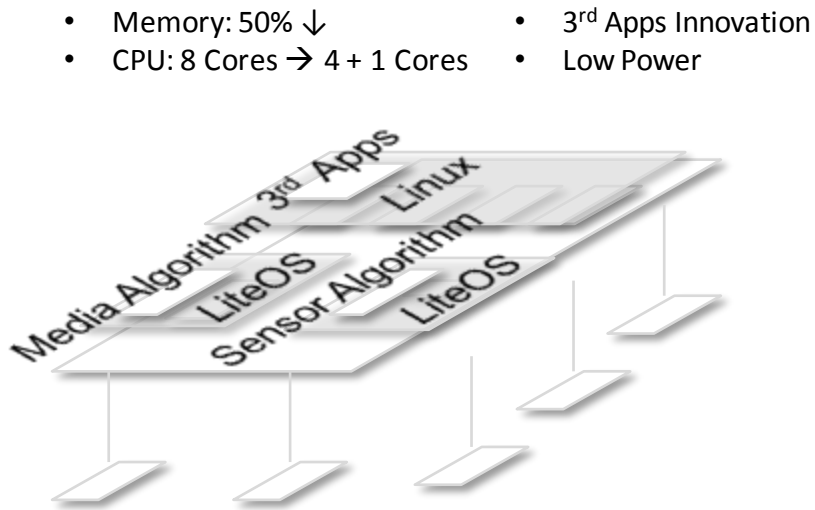 • Memory: 50% ↓
• CPU: 8 Cores → 4 + 1 Cores
• 3rd Apps Innovation
• Low Power
3rd Apps
Linux
Media Algorithm
LiteOS
Sensor Algorithm
LiteOS